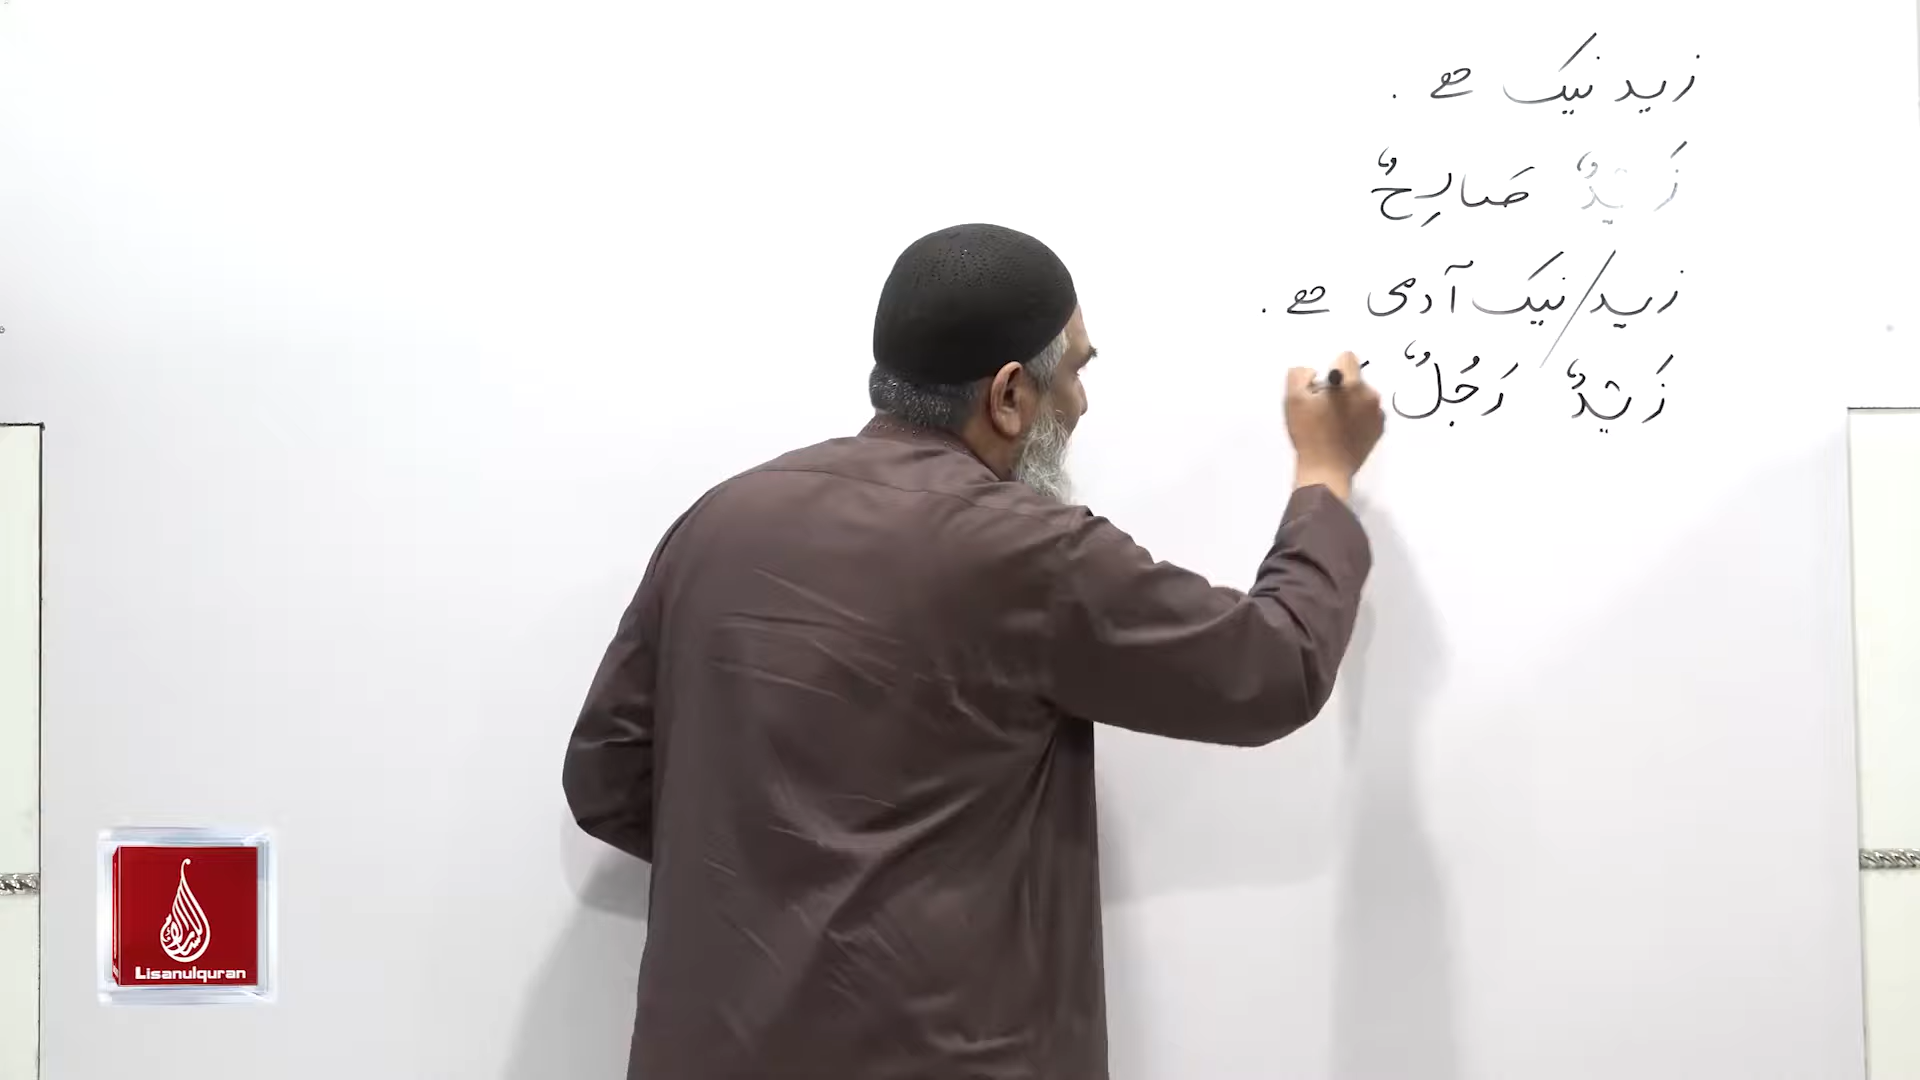 زید نیک ہے .
زَیْدٌ صَالِحٌ
زید/نیک آدمی ہے .
زَیْدٌ رَجُلٌ
Lisanulquran